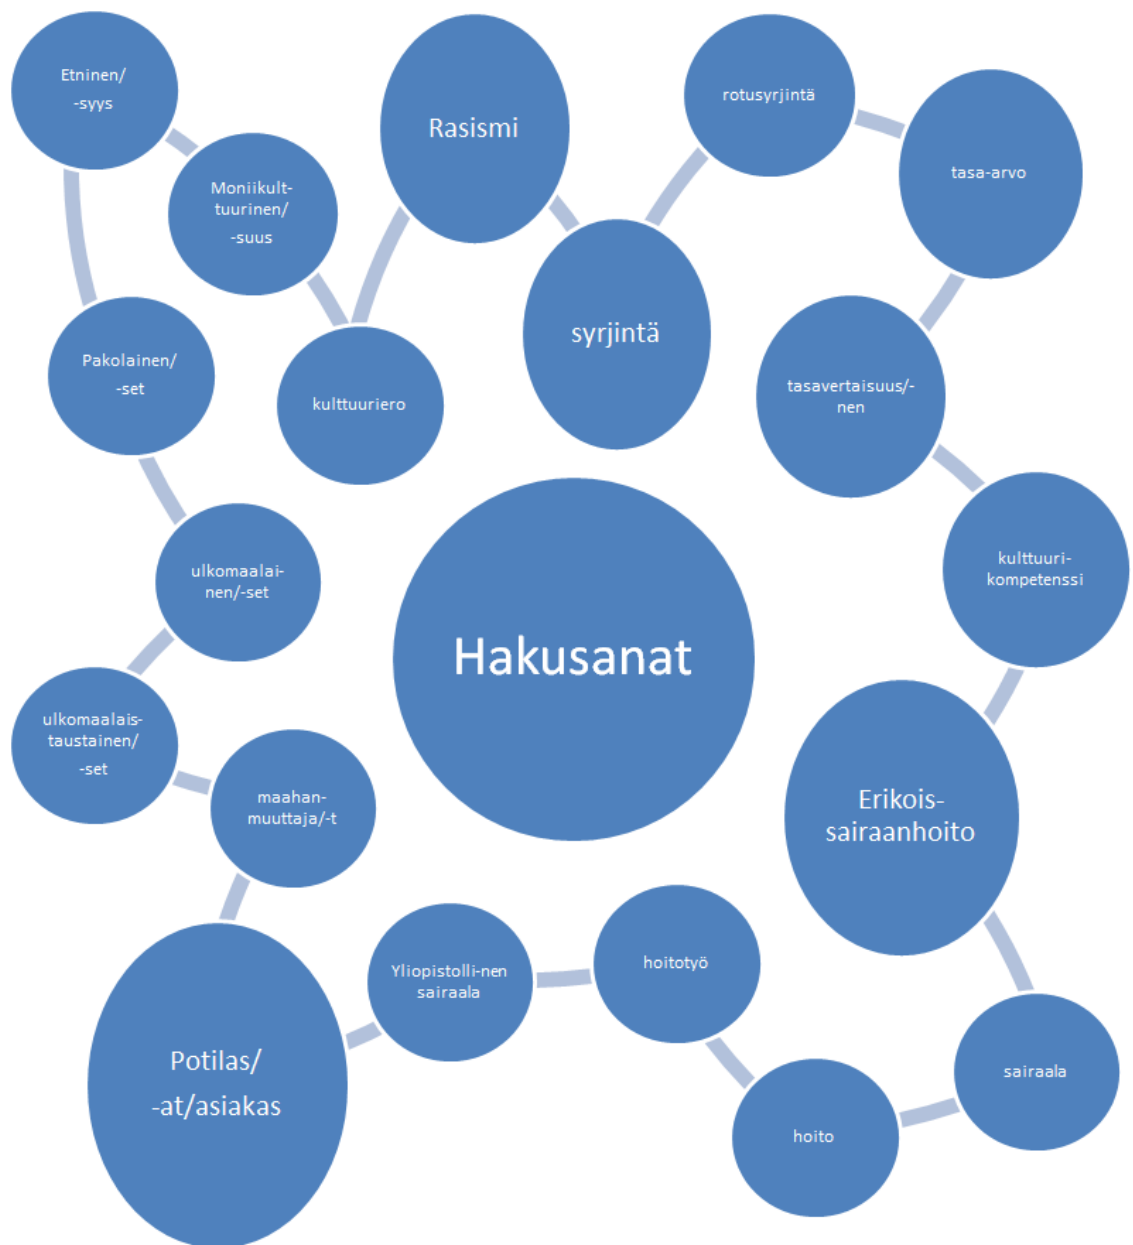 Etninen/
-syys
Moniikult-
tuurinen/
-suus
Rasismi
rotusyrjintä
tasa-arvo
syrjintä
Pakolainen/
-set
kulttuuriero
tasavertaisuus/-
nen
ulkomaalai-
nen/-set
kulttuuri-
kompetenssi
Hakusanat
ulkomaalais-
taustainen/
-set
maahan-
muuttaja/-t
Erikois-
sairaanhoito
Yliopistolli-nen
sairaala
hoitotyö
Potilas/
-at/asiakas
hoito
sairaala